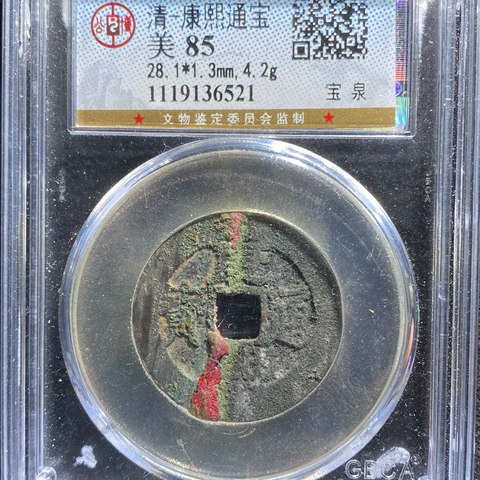 清-康熙通宝
美 85
28.1*1.3mm,4.2g
1119136521
宝 泉
★ 文物鉴定委员会监制 ★
GBCA